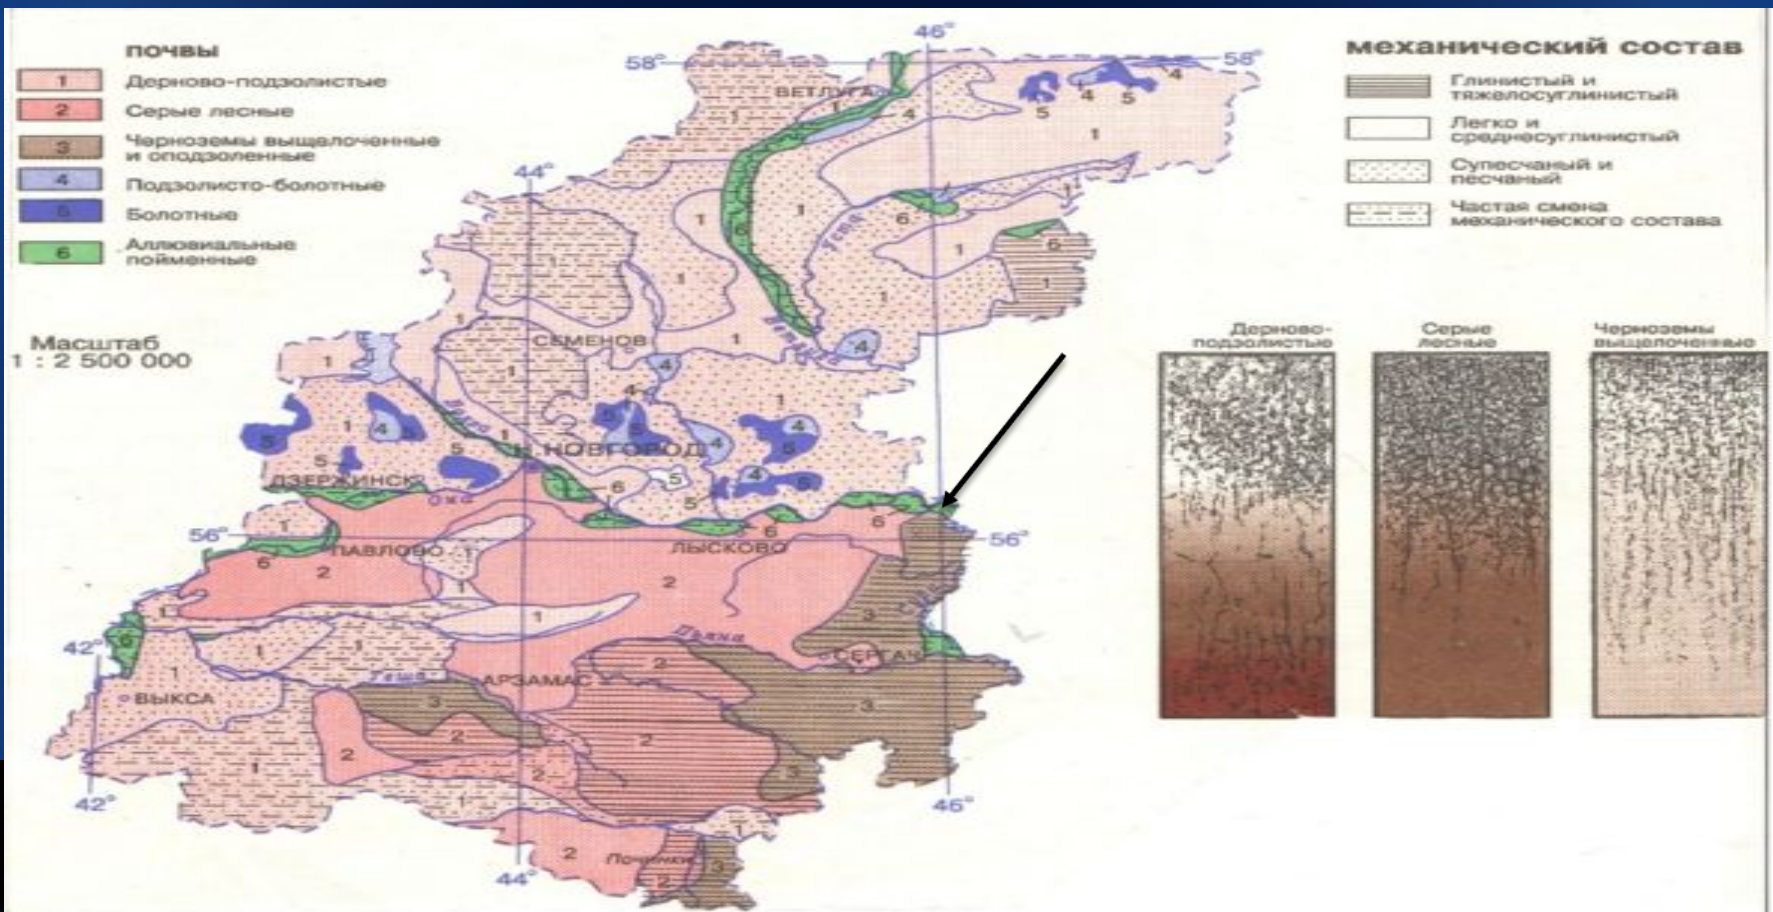 почвы
1 Дерново-подзолистые
2 Серые лесные
3 Черноземы выщелоченные
и оподзоленные
4 Подзолисто-болотные
5 Болотные
6 Аллювиальные
пойменные
Масштаб
1 : 2 500 000
механический состав
Глинистый и
тяжелосуглинистый
Легко и
среднесуглинистый
Супесчаный и
песчаный
Частая смена
механического состава
Дерново-
подзолистые
Серые
лесные
Черноземы
выщелоченные
46°
58° 58°
ВЕТЛУГА
44°
Уста
СЕМЕНОВ
Ветлуга
Волга
Н. НОВГОРОД
ДЗЕРЖИНСК
Ока
56° 56°
ПАВЛОВО
ЛЫСКОВО
42°
Пьяна
СЕРГАЧ
Теша
АРЗАМАС
ВЫКСА
42°
46°
Починки
44°